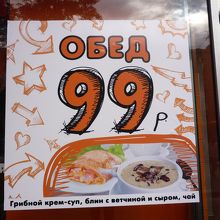 ОБЕД
99 Р
Грибной крем-суп, блин с ветчиной и сыром, чай